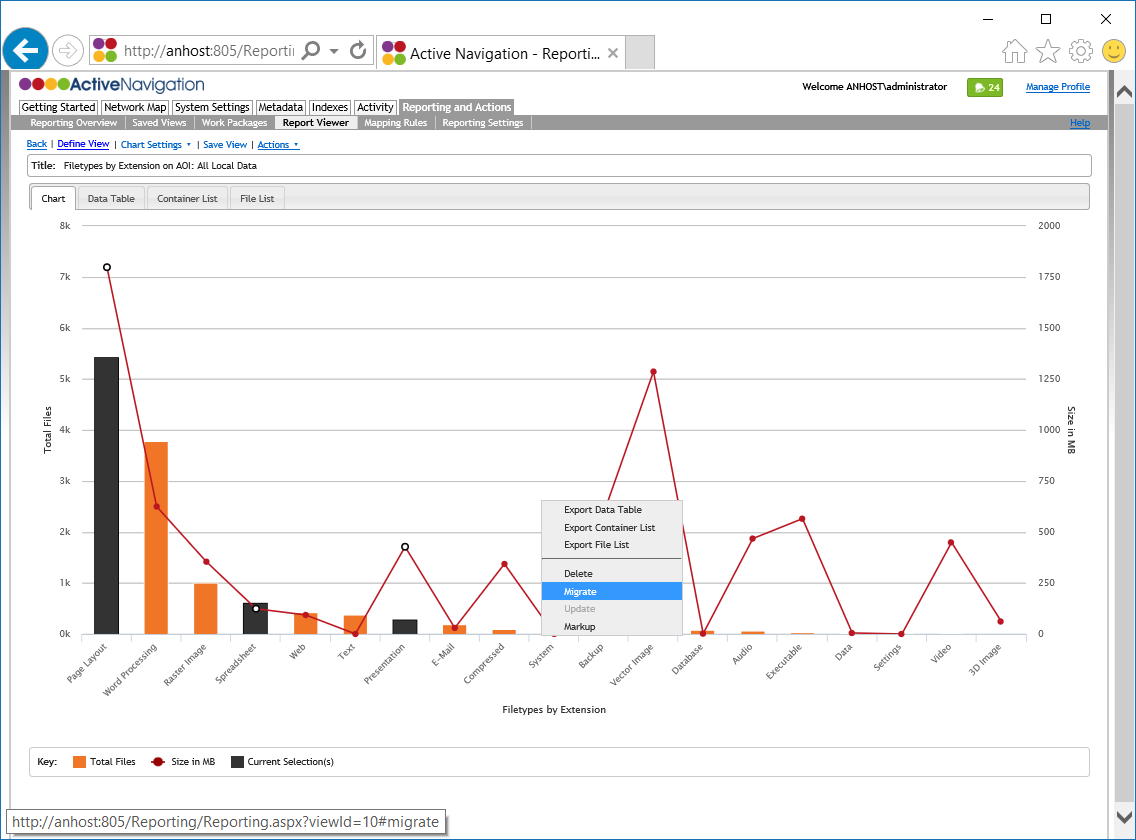 http://anhost:805/Reportin
Active Navigation - Reporti...
ActiveNavigation
Welcome ANHOST\administrator
24
Manage Profile
Getting Started Network Map System Settings Metadata Indexes Activity Reporting and Actions
Reporting Overview Saved Views Work Packages Report Viewer Mapping Rules Reporting Settings Help
Back | Define View | Chart Settings | Save View | Actions
Title: Filetypes by Extension on AOI: All Local Data
Chart Data Table Container List File List
8k 2000
7k 1750
6k 1500
5k 1250
4k 1000
3k 750
2k 500
1k 250
0k 0
Total Files
Size in MB
Export Data Table
Export Container List
Export File List
Delete
Migrate
Update
Markup
Page Layout
Word Processing
Raster Image
Spreadsheet
Web
Text
Presentation
E-Mail
Compressed
System
Backup
Vector Image
Database
Audio
Executable
Data
Settings
Video
3D Image
Filetypes by Extension
Key: Total Files Size in MB Current Selection(s)
http://anhost:805/Reporting/Reporting.aspx?viewId=10#migrate